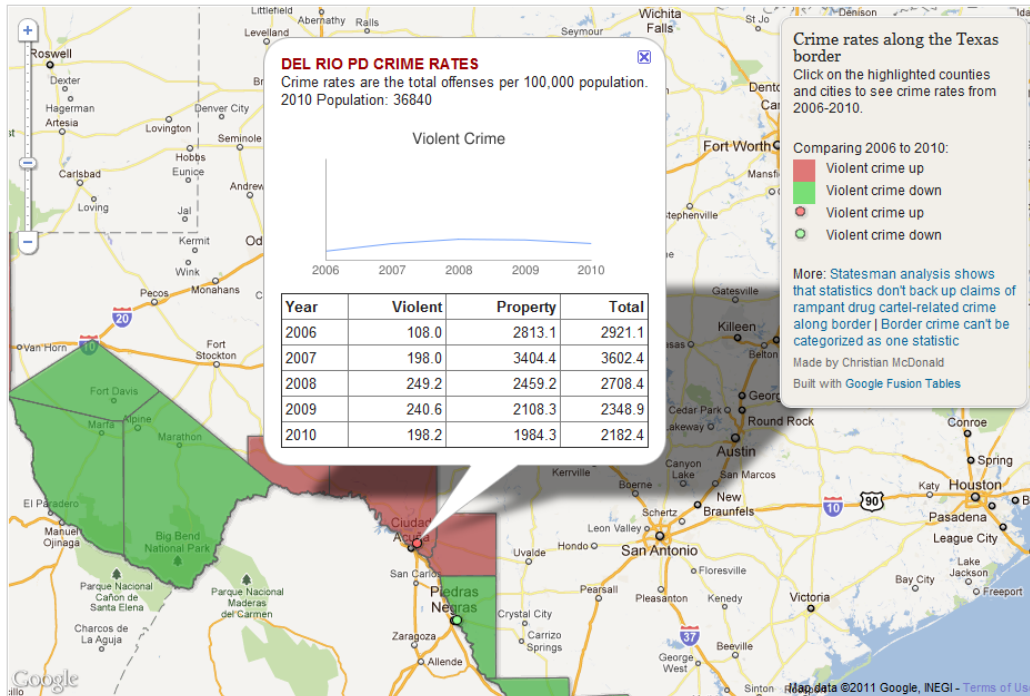 DEL RIO PD CRIME RATES
Crime rates are the total offenses per 100,000 population.
2010 Population: 36840
Violent Crime
2006 2007 2008 2009 2010
Year Violent Property Total
2006 108.0 2813.1 2921.1
2007 198.0 3404.4 3602.4
2008 249.2 2459.2 2708.4
2009 240.6 2108.3 2348.9
2010 198.2 1984.3 2182.4
Crime rates along the Texas
border
Click on the highlighted counties
and cities to see crime rates from
2006-2010.
Comparing 2006 to 2010:
Violent crime up
Violent crime down
Violent crime up
Violent crime down
More: Statesman analysis shows
that statistics don't back up claims of
rampant drug cartel-related crime
along border | Border crime can't be
categorized as one statistic
Made by Christian McDonald
Built with Google Fusion Tables
Littlefield
Abernathy
Ralls
Levelland
Seymour
Wichita
Falls
St Jo
Denison
Roswell
Dexter
Hagerman
Artesia
Lovington
Denver City
Seminole
Hobbs
Eunice
Carlsbad
Loving
Jal
Kermit
Wink
Pecos
Monahans
20
10
Van Horn
Fort
Stockton
Fort Davis
Marfa
Alpine
Marathon
El Paradero
Manuel
Ojinaga
Big Bend
National Park
Parque Nacional
Cañon de
Santa Elena
Parque Nacional
Maderas
del Carmen
Charcos de
La Aguja
Fort Worth
Gatesville
Killeen
Belton
Cedar Park
Round Rock
Austin
Canyon
Lake
San Marcos
New
Braunfels
Kerrville
Boerne
Schertz
Leon Valley
San Antonio
Hondo
Uvalde
Floresville
Pearsall
Pleasanton
Kenedy
Victoria
Ciudad
Acuña
San Carlos
Piedras
Negras
Crystal City
Carrizo
Springs
Zaragoza
Allende
37
George
West
Beeville
Sinton
10
90
Conroe
Spring
Katy
Houston
Pasadena
League City
Lake
Jackson
Bay City
Freeport
Google
Map data ©2011 Google, INEGI - Terms of Us